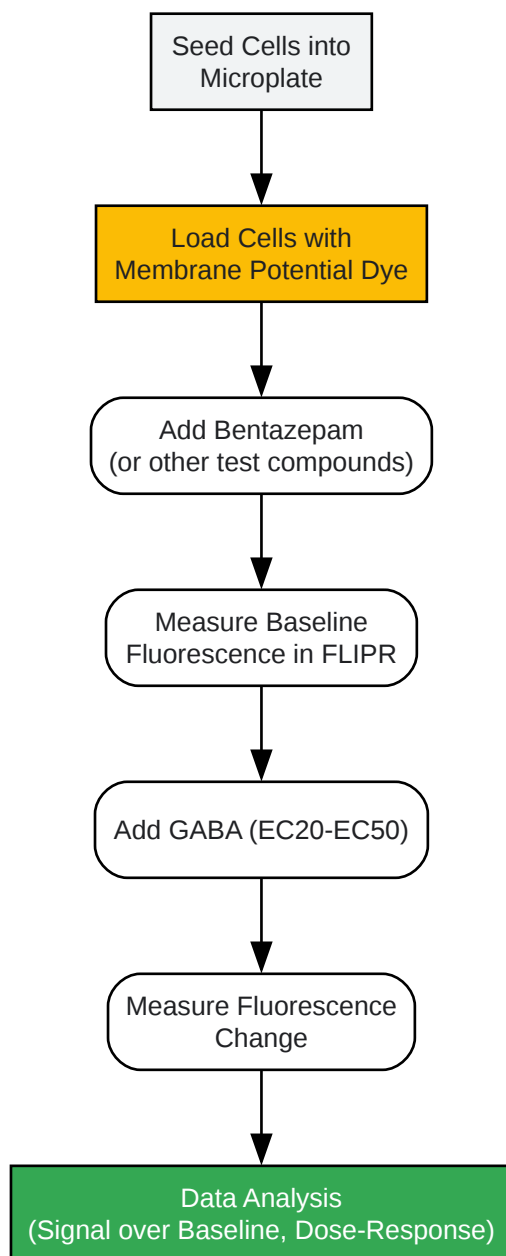 Seed Cells into
Microplate
Load Cells with
Membrane Potential Dye
Add Bentazepam
(or other test compounds)
Measure Baseline
Fluorescence in FLIPR
Add GABA (EC20-EC50)
Measure Fluorescence
Change
Data Analysis
(Signal over Baseline, Dose-Response)